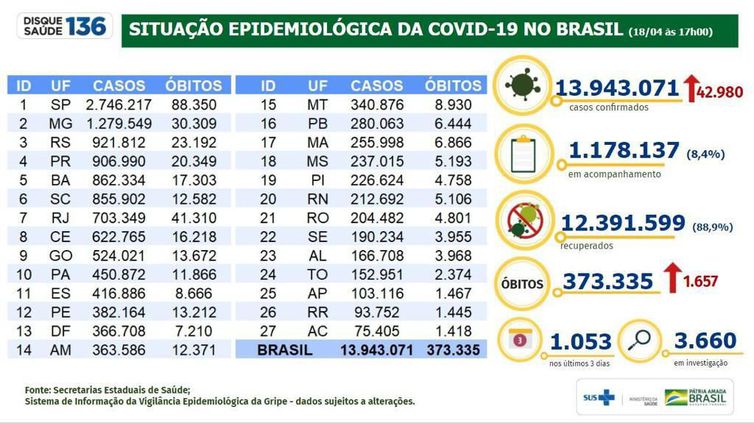 DISQUE
SAÚDE 136
SITUAÇÃO EPIDEMIOLÓGICA DA COVID-19 NO BRASIL (18/04 às 17h00)
ID UF CASOS ÓBITOS
1 SP 2.746.217 88.350
2 MG 1.279.549 30.309
3 RS 921.812 23.192
4 PR 906.990 20.349
5 BA 862.334 17.303
6 SC 855.902 12.582
7 RJ 703.349 41.310
8 CE 622.765 16.218
9 GO 524.021 13.672
10 PA 450.872 11.866
11 ES 416.886 8.666
12 PE 382.164 13.212
13 DF 366.708 7.210
14 AM 363.586 12.371
ID UF CASOS ÓBITOS
15 MT 340.876 8.930
16 PB 280.063 6.444
17 MA 255.998 6.866
18 MS 237.015 5.193
19 PI 226.624 4.758
20 RN 212.692 5.106
21 RO 204.482 4.801
22 SE 190.234 3.955
23 AL 166.708 3.968
24 TO 152.951 2.374
25 AP 103.116 1.467
26 RR 93.752 1.445
27 AC 75.405 1.418
BRASIL 13.943.071 373.335
13.943.071 42.980
casos confirmados
1.178.137 (8,4%)
em acompanhamento
12.391.599 (88,9%)
recuperados
ÓBITOS 373.335 1.657
3 1.053
nos últimos 3 dias
3.660
em investigação
Fonte: Secretarias Estaduais de Saúde;
Sistema de Informação da Vigilância Epidemiológica da Gripe - dados sujeitos a alterações.
SUS
MINISTÉRIO DA
SAÚDE
PÁTRIA AMADA
BRASIL
GOVERNO FEDERAL